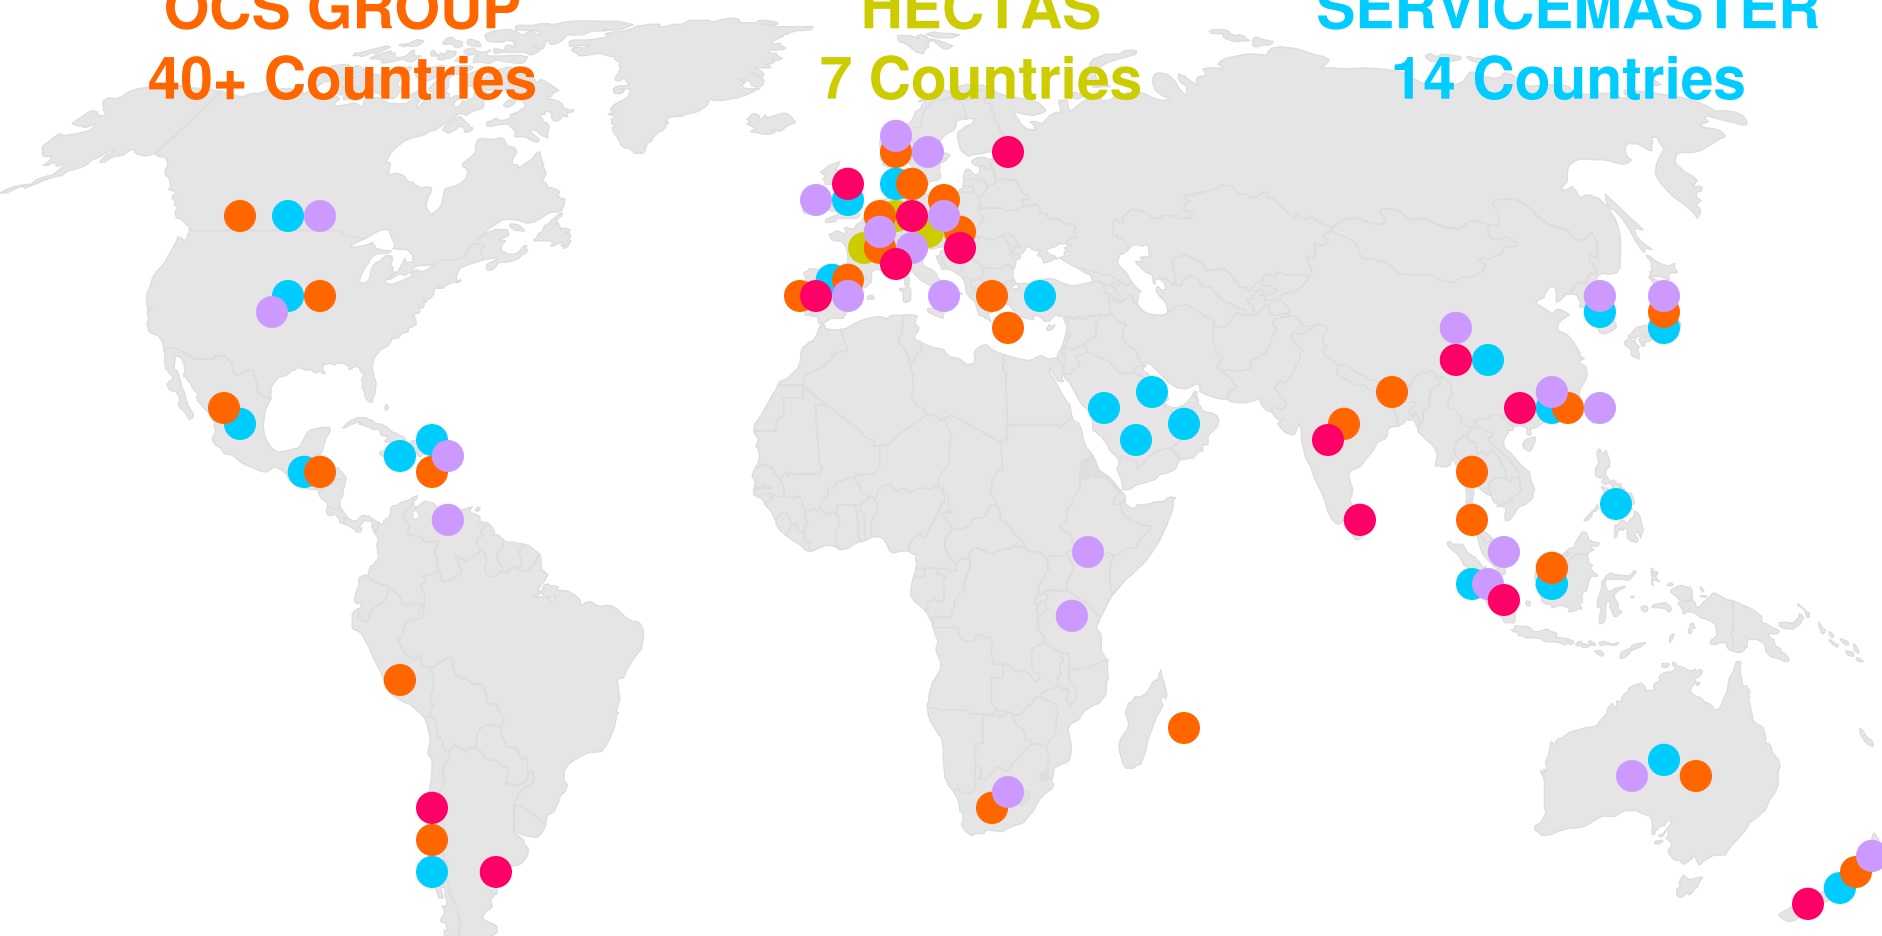 OCS GROUP
40+ Countries
HECTAS
7 Countries
SERVICEMASTER
14 Countries